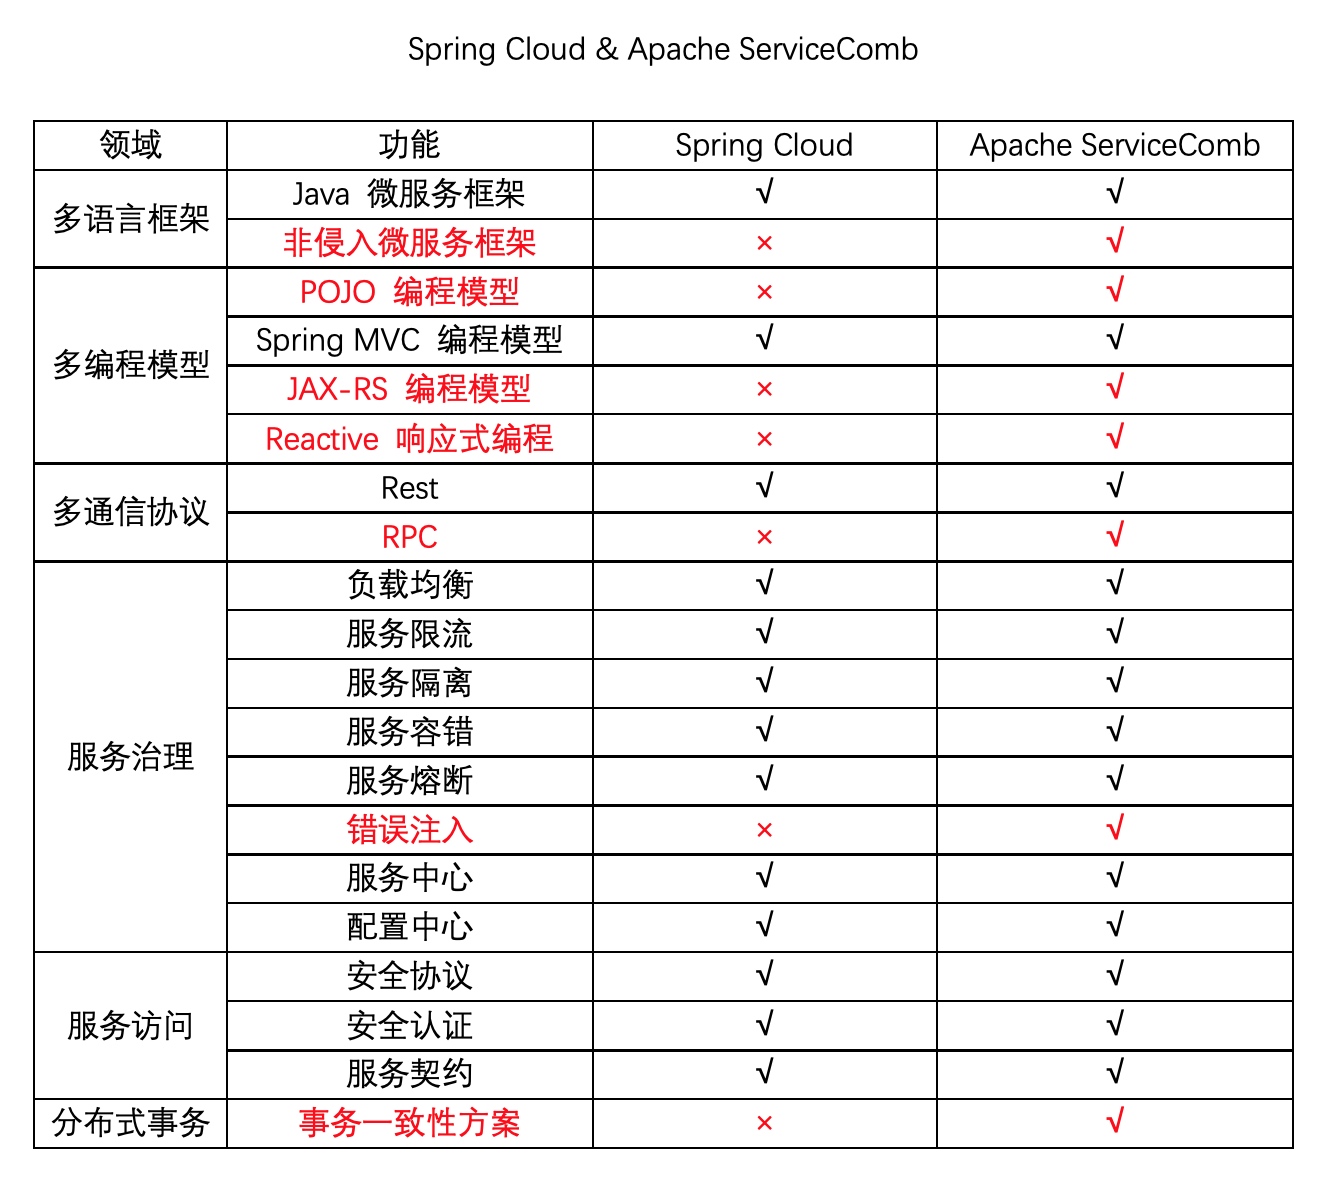 Spring Cloud & Apache ServiceComb
领域 功能 Spring Cloud Apache ServiceComb
多语言框架 Java 微服务框架 √ √
非侵入微服务框架 × √
多编程模型 POJO 编程模型 × √
Spring MVC 编程模型 √ √
JAX-RS 编程模型 × √
Reactive 响应式编程 × √
多通信协议 Rest √ √
RPC × √
服务治理 负载均衡 √ √
服务限流 √ √
服务隔离 √ √
服务容错 √ √
服务熔断 √ √
错误注入 × √
服务中心 √ √
配置中心 √ √
服务访问 安全协议 √ √
安全认证 √ √
服务契约 √ √
分布式事务 事务一致性方案 × √